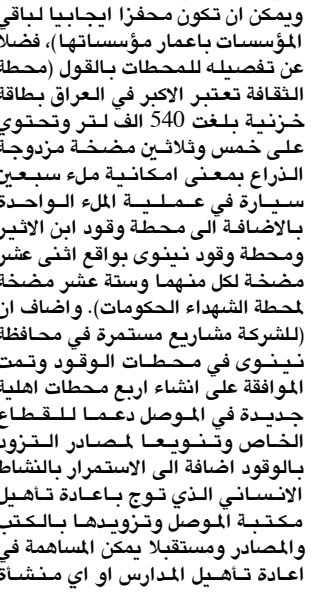 ويمكن ان تكون محفزا ايجابيا لباقي
المؤسسات باعمار مؤسساتها)، فضلا
عن تفصيله للمحطات بالقول (محطة
الثقافة تعتبر الاكبر في العراق بطاقة
خزنية بلغت 540 الف لتر وتحتوي
على خمس وثلاثين مضخة مزدوجة
الذراع بمعنى امكانية ملء سبعين
سيارة في عملية الملء الواحدة
بالاضافة الى محطة وقود ابن الاثير
ومحطة وقود نينوى بواقع اثنى عشر
مضخة لكل منهما وستة عشر مضخة
لمحطة الشهداء الحكومات). واضاف ان
(للشركة مشاريع مستمرة في محافظة
نينوى في محطات الوقود وتمت
الموافقة على انشاء اربع محطات اهلية
جديدة في الموصل دعما للقطاع
الخاص وتنويعا لمصادر التزود
بالوقود اضافة الى الاستمرار بالنشاط
الانساني الذي توج باعادة تأهيل
مكتبة الموصل وتزويدها بالكتب
والمصادر ومستقبلا يمكن المساهمة في
اعادة تأهيل المدارس او اي منشأة